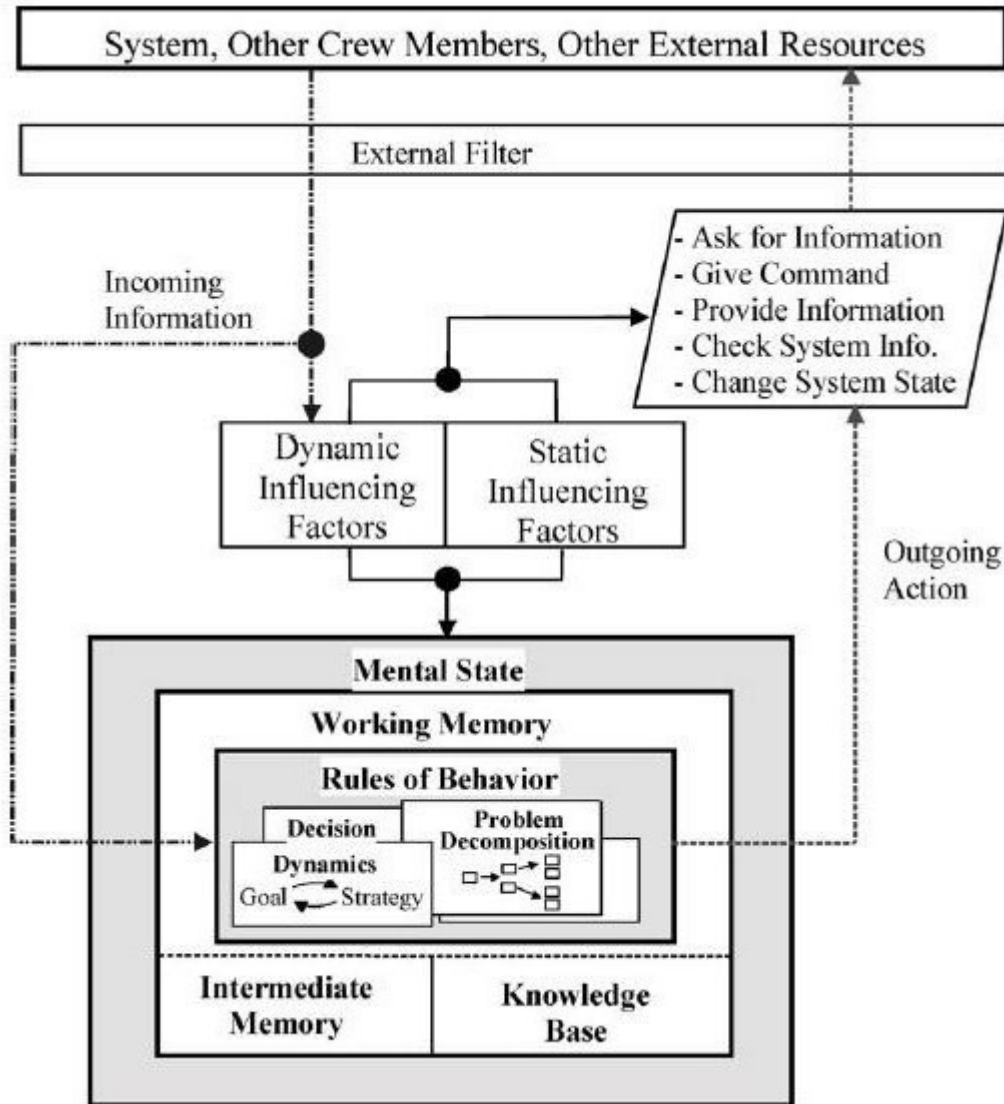 System, Other Crew Members, Other External Resources
External Filter
- Ask for Information
- Give Command
- Provide Information
- Check System Info.
- Change System State
Incoming
Information
Dynamic
Influencing
Factors
Static
Influencing
Factors
Outgoing
Action
Mental State
Working Memory
Rules of Behavior
Decision
Dynamics
Goal
Strategy
Problem
Decomposition
Intermediate
Memory
Knowledge
Base